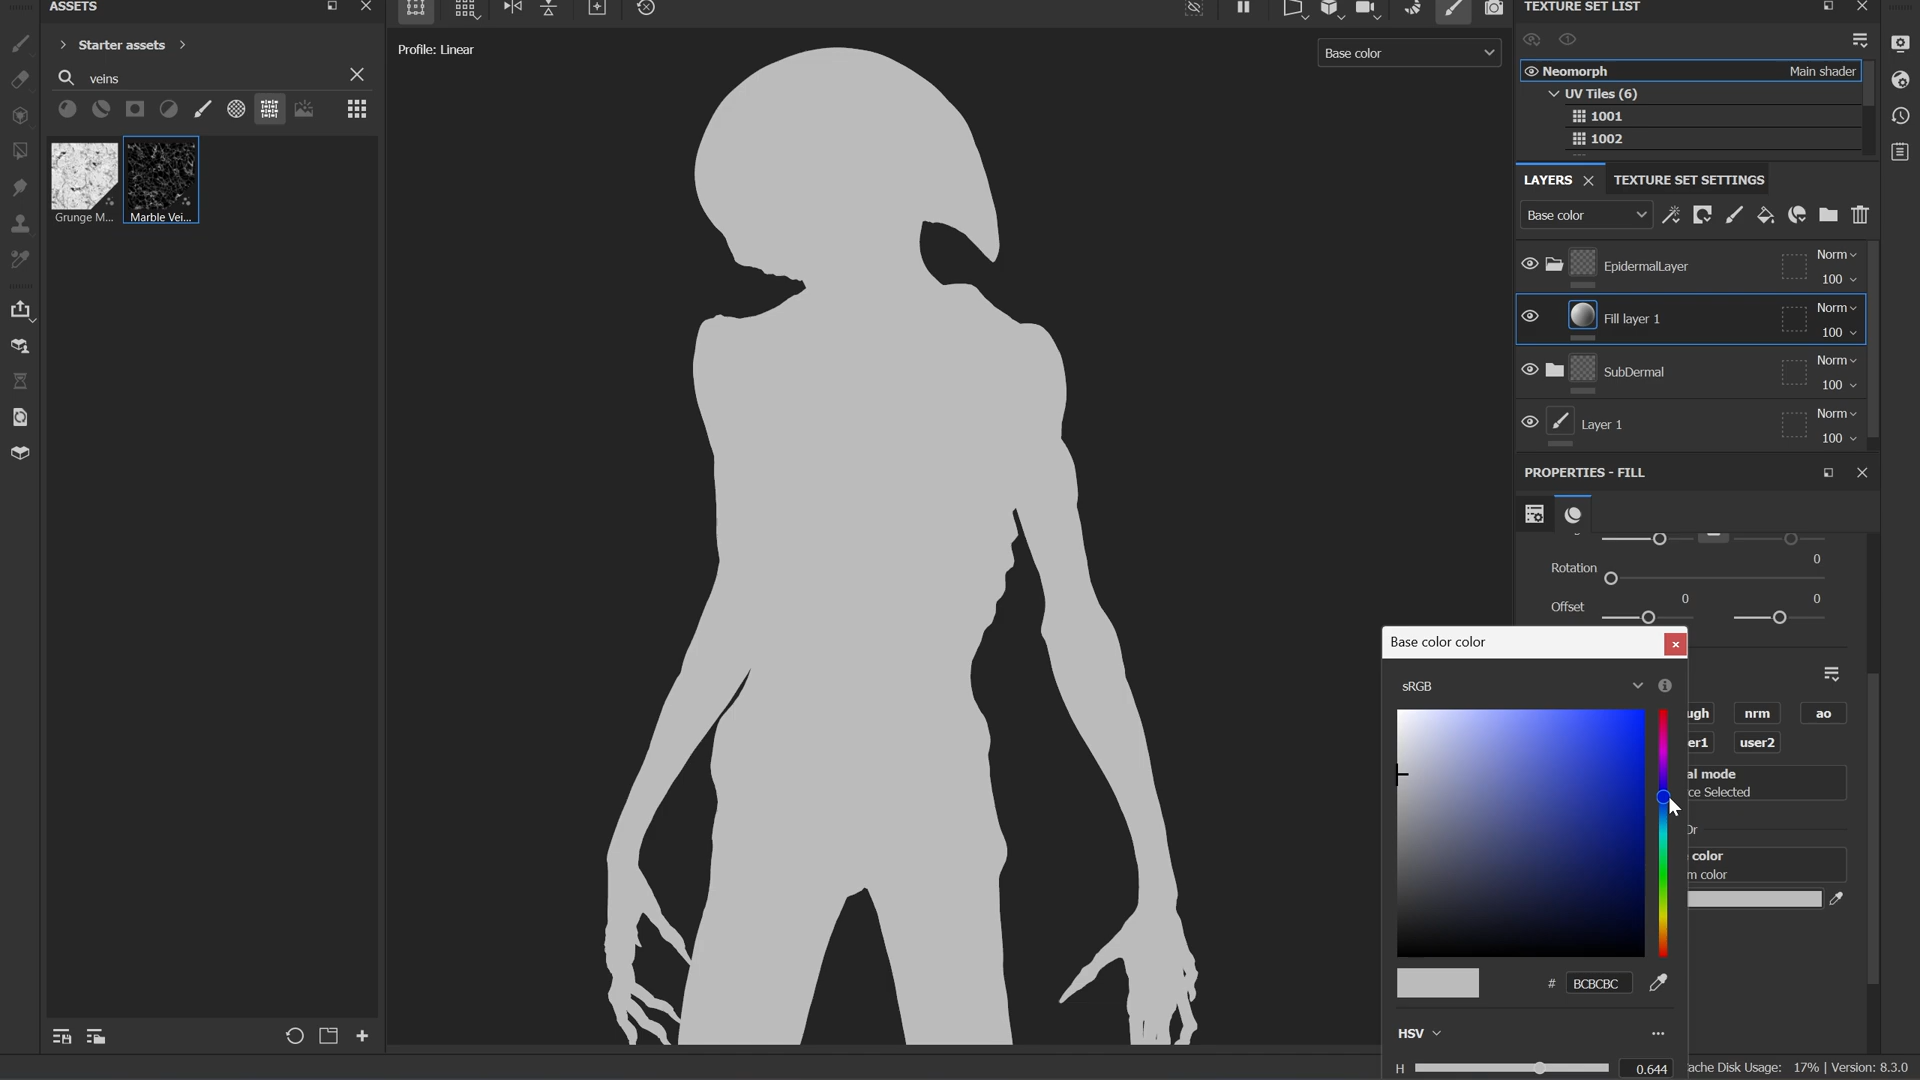 ASSETS
Starter assets
veins
Grunge M...
Marble Vei...
Profile: Linear
Base color
TEXTURE SET LIST
Neomorph
Main shader
UV Tiles (6)
1001
1002
LAYERS
TEXTURE SET SETTINGS
Base color
EpidermalLayer
Norm
100
Fill layer 1
Norm
100
SubDermal
Norm
100
Layer 1
Norm
100
PROPERTIES - FILL
Rotation
0
Offset
0
0
Base color color
sRGB
ugh
nrm
ao
er1
user2
al mode
ce Selected
Or
color
m color
# BCBCBC
HSV
H
0.644
ache Disk Usage: 17% | Version: 8.3.0